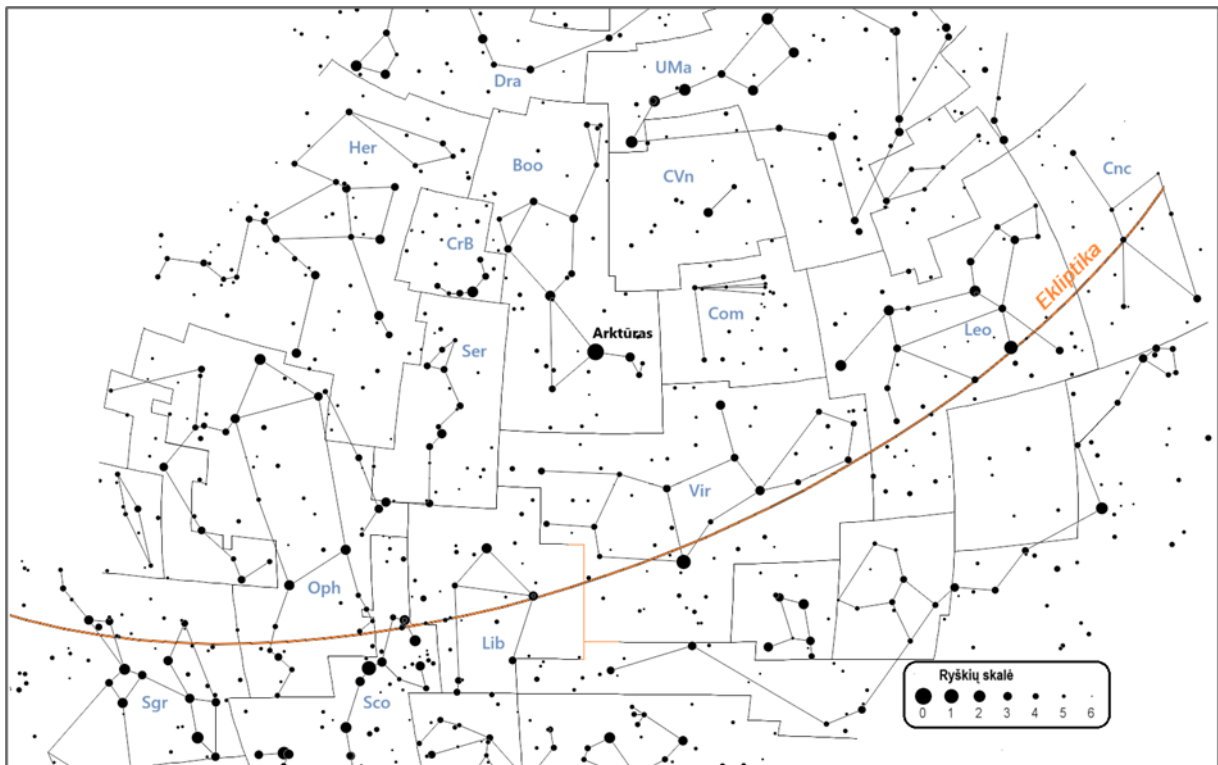 Dra
UMa
Her
Boo
CVn
Cnc
CrB
Ekliptika
Com
Arktūras
Leo
Ser
Vir
Oph
Lib
Sgr
Sco
Ryškių skalė
0 1 2 3 4 5 6